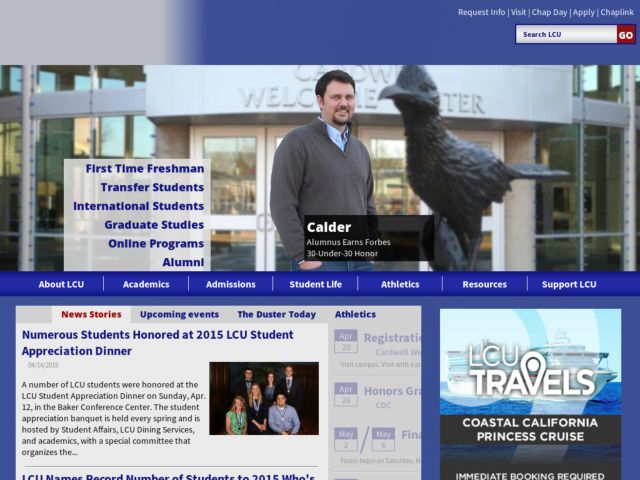 Request Info | Visit | Chap Day | Apply | Chaplink
Search LCU
GO
CARDWELL
WELCOME CENTER
First Time Freshman
Transfer Students
International Students
Graduate Studies
Online Programs
Alumni
Calder
Alumnus Earns Forbes
30-Under-30 Honor
About LCU
Academics
Admissions
Student Life
Athletics
Resources
Support LCU
News Stories
Upcoming events
The Duster Today
Athletics
Numerous Students Honored at 2015 LCU Student
Appreciation Dinner
04/14/2015
A number of LCU students were honored at the
LCU Student Appreciation Dinner on Sunday, Apr.
12, in the Baker Conference Center. The student
appreciation banquet is held every spring and is
hosted by Student Affairs, LCU Dining Services,
and academics, with a special committee that
organizes the...
LCU Names Record Number of Students to 2015 Who's
Apr
20
Registratio
Cardwell We
Visit campus. Visit with a pr
Apr
28
Honors Gra
CDC
May
2
/
May
8
Fina
Finals begin on Saturday, M
LCU
TRAVELS
COASTAL CALIFORNIA
PRINCESS CRUISE
IMMEDIATE BOOKING REQUIRED